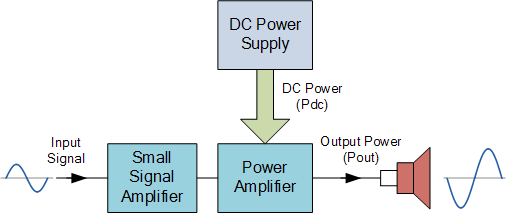 DC Power
Supply
DC Power
(Pdc)
Input
Signal
Small
Signal
Amplifier
Power
Amplifier
Output Power
(Pout)